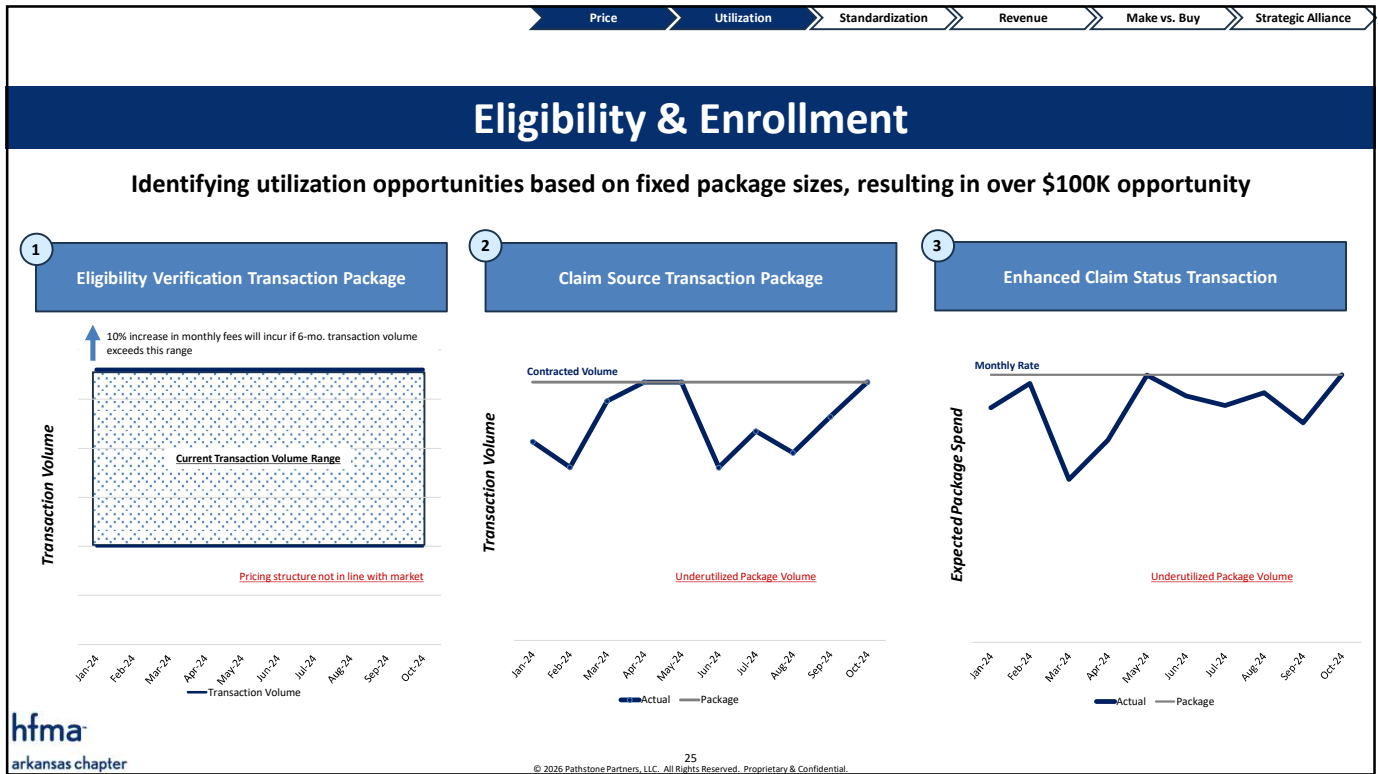 Price
Utilization
Standardization
Revenue
Make vs. Buy
Strategic Alliance
Eligibility & Enrollment
Identifying utilization opportunities based on fixed package sizes, resulting in over $100K opportunity
1
Eligibility Verification Transaction Package
10% increase in monthly fees will incur if 6-mo. transaction volume
exceeds this range
Transaction Volume
Current Transaction Volume Range
Pricing structure not in line with market
Jan-24
Feb-24
Mar-24
Apr-24
May-24
Jun-24
Jul-24
Aug-24
Sep-24
Oct-24
Transaction Volume
2
Claim Source Transaction Package
Contracted Volume
Transaction Volume
Underutilized Package Volume
Jan-24
Feb-24
Mar-24
Apr-24
May-24
Jun-24
Jul-24
Aug-24
Sep-24
Oct-24
Actual
Package
3
Enhanced Claim Status Transaction
Monthly Rate
Expected Package Spend
Underutilized Package Volume
Jan-24
Feb-24
Mar-24
Apr-24
May-24
Jun-24
Jul-24
Aug-24
Sep-24
Oct-24
Actual
Package
hfma
arkansas chapter
25
© 2026 Pathstone Partners, LLC. All Rights Reserved. Proprietary & Confidential.